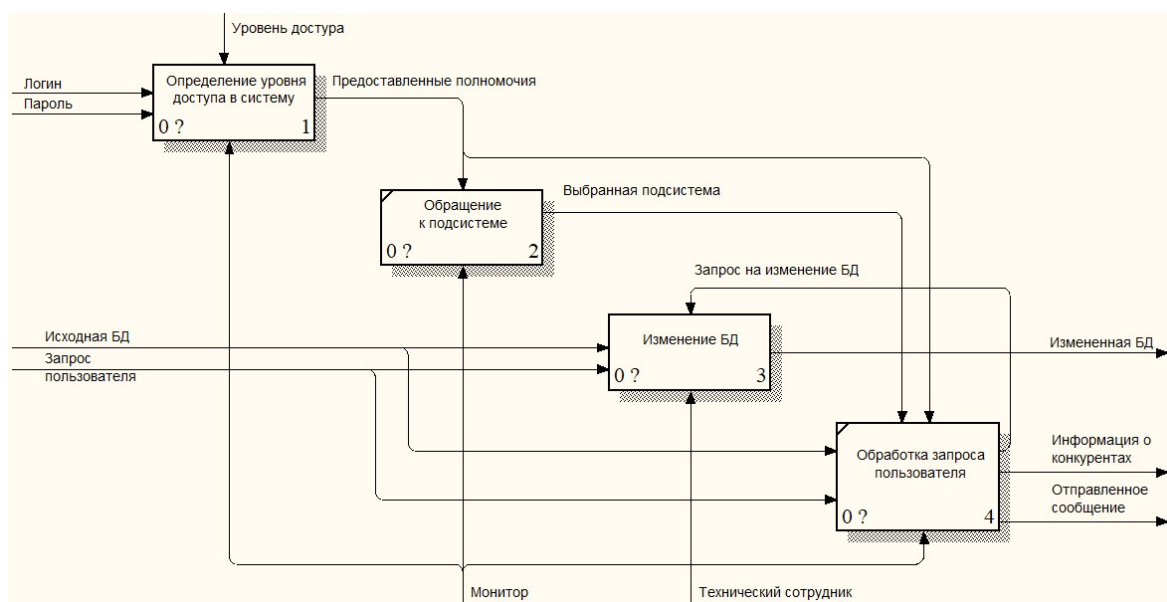 Уровень достура
Логин
Пароль
Определение уровня
доступа в систему
0 ?
1
Предоставленные полномочия
Обращение
к подсистеме
0 ?
2
Выбранная подсистема
Запрос на изменение БД
Исходная БД
Запрос
пользователя
Изменение БД
0 ?
3
Измененная БД
Обработка запроса
пользователя
0 ?
4
Информация о
конкурентах
Отправленное
сообщение
Монитор
Технический сотрудник